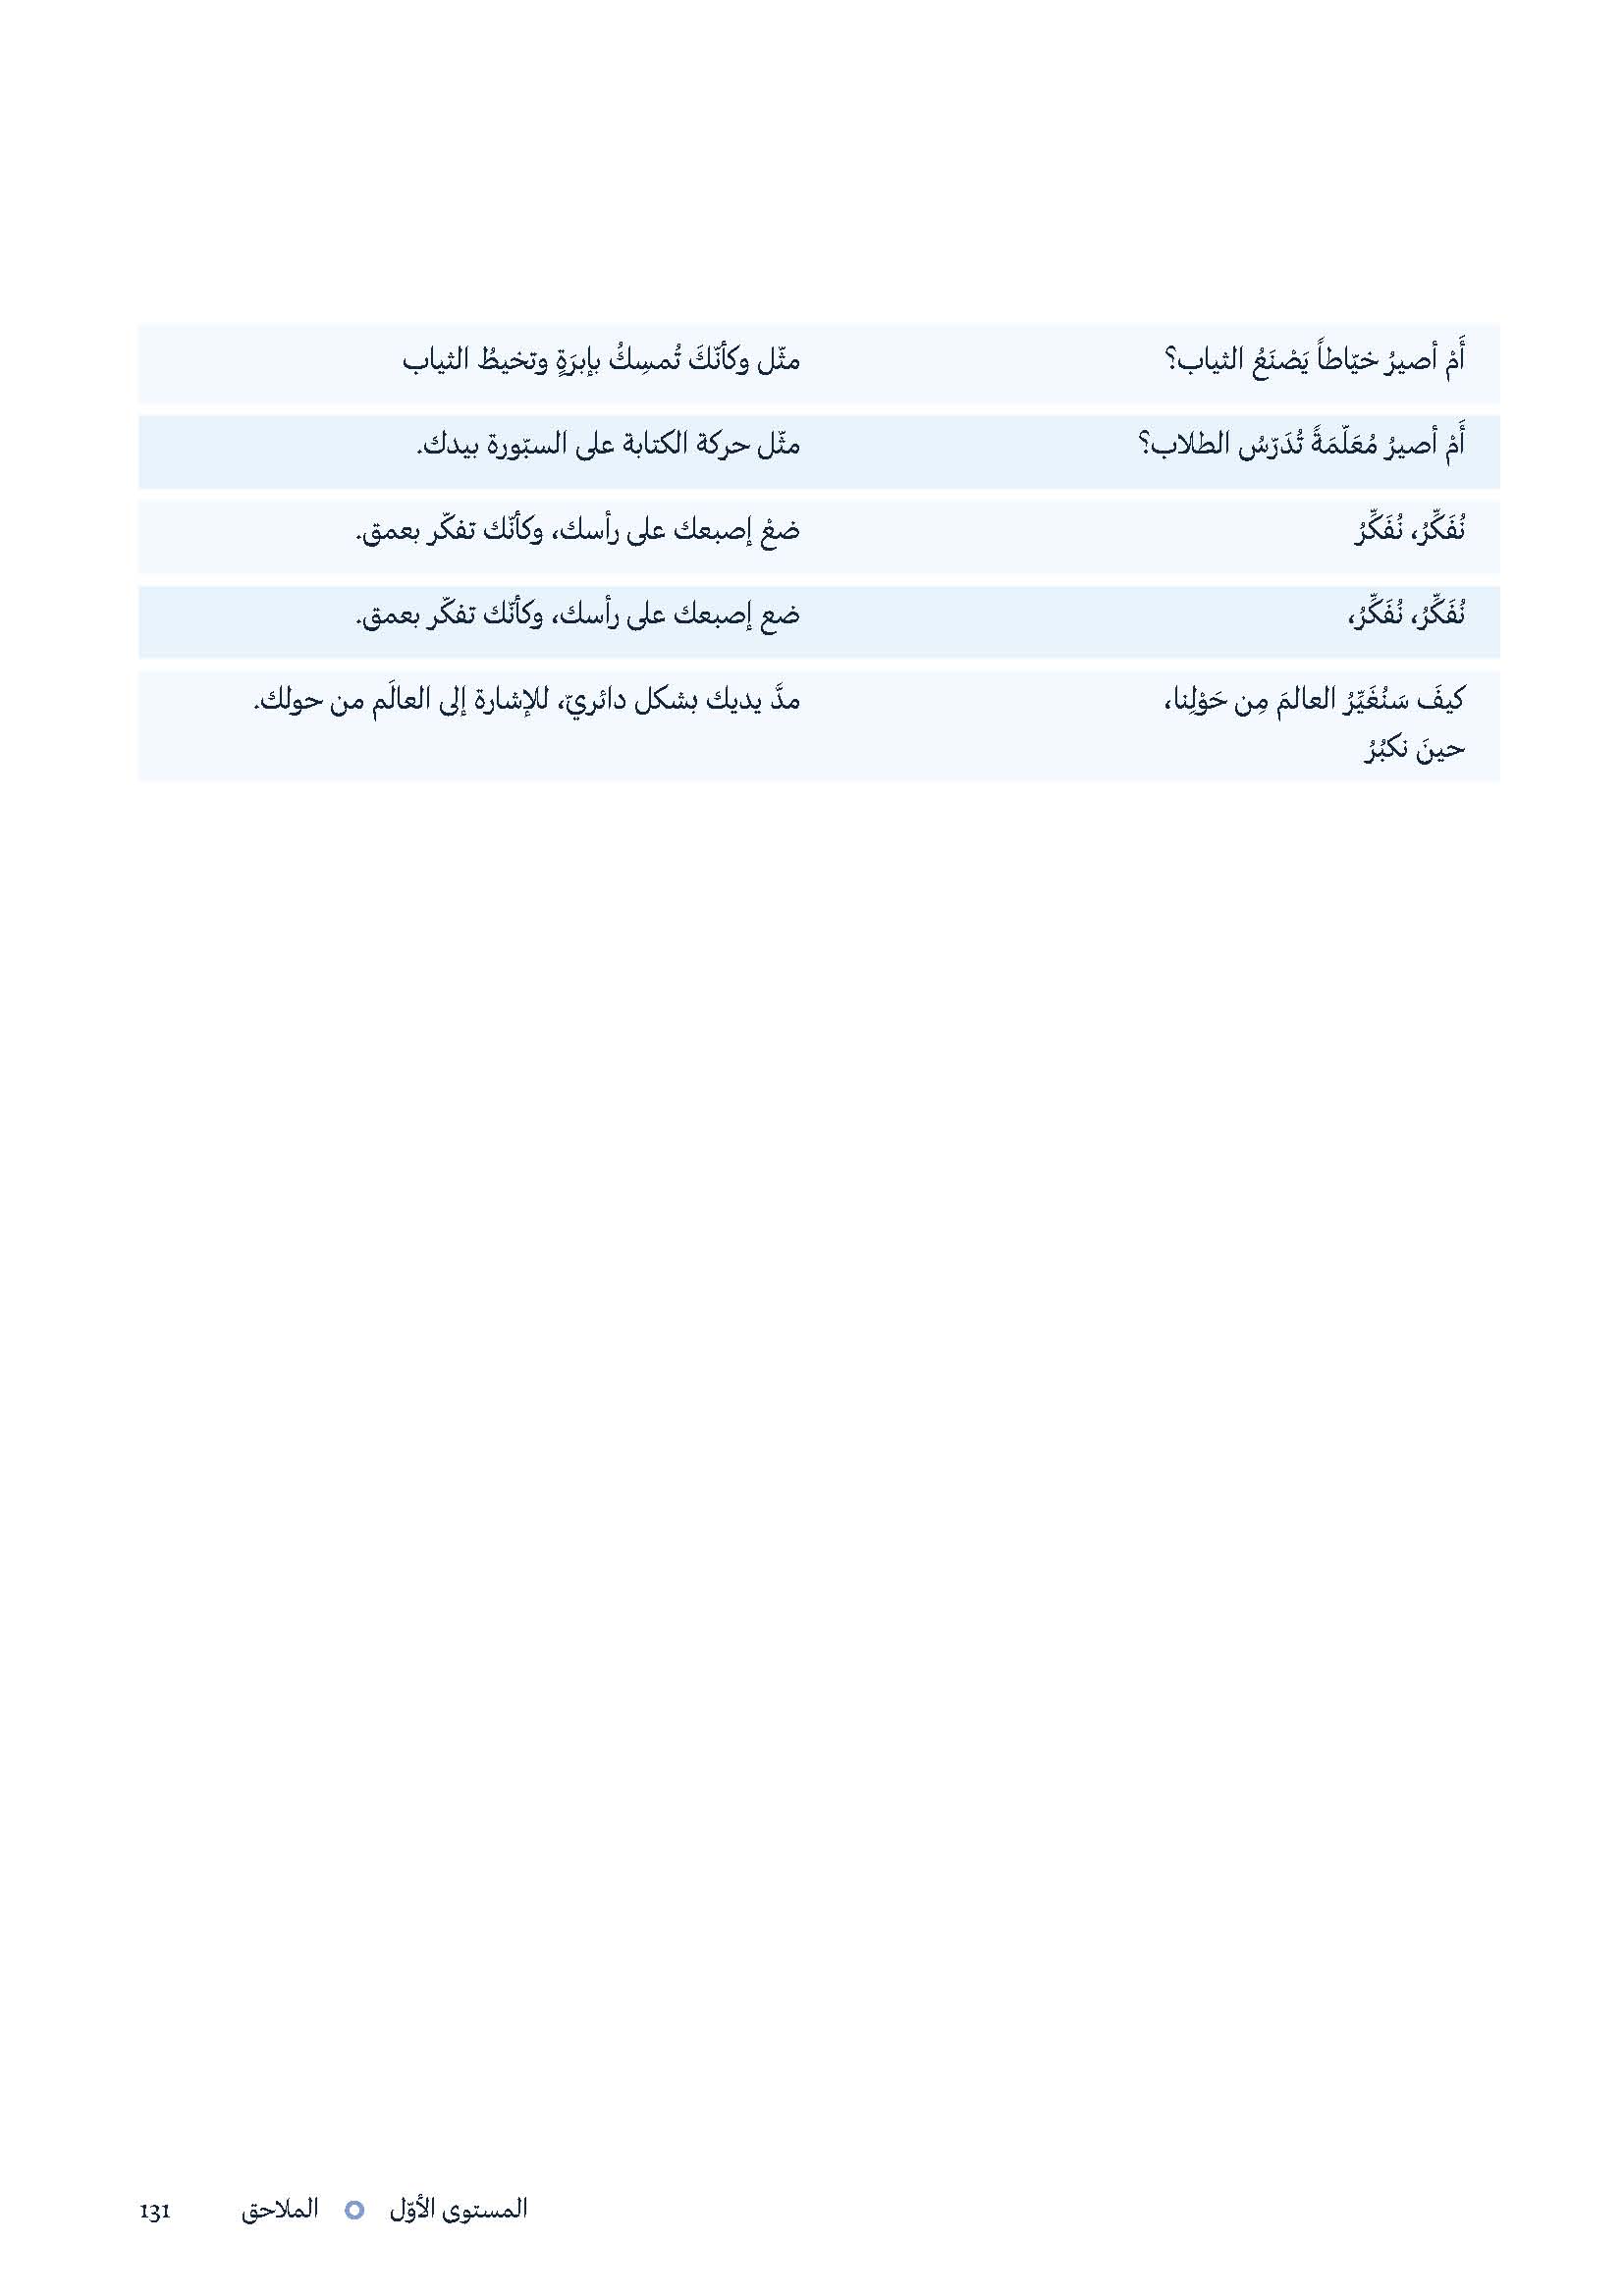 أَمْ أصيرُ خيّاطاً يَصْنَعُ الثياب؟
مثّل وكأنّكَ تُمسِكُ بإبرَةٍ وتخيطُ الثياب
أَمْ أصيرُ مُعَلّمَةً تُدَرّسُ الطلاب؟
مثّل حركة الكتابة على السبّورة بيدك.
نُفَكِّرُ، نُفَكِّرُ
ضعْ إصبعك على رأسك، وكأنّك تفكّر بعمق.
نُفَكِّرُ، نُفَكِّرُ،
ضع إصبعك على رأسك، وكأنّك تفكّر بعمق.
كيفَ سَنُغَيِّرُ العالمَ مِن حَوْلِنا،
حينَ نكبُرُ
مدَّ يديك بشكل دائريّ، للإشارة إلى العالَم من حولك.
المستوى الأوّل الملاحق 131